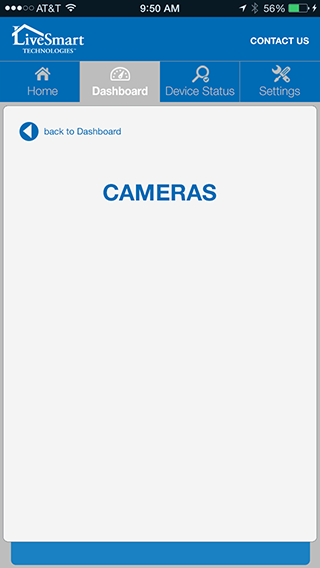 AT&T 9:50 AM 56%
LiveSmart
TECHNOLOGIES™
CONTACT US
Home Dashboard Device Status Settings
back to Dashboard
CAMERAS